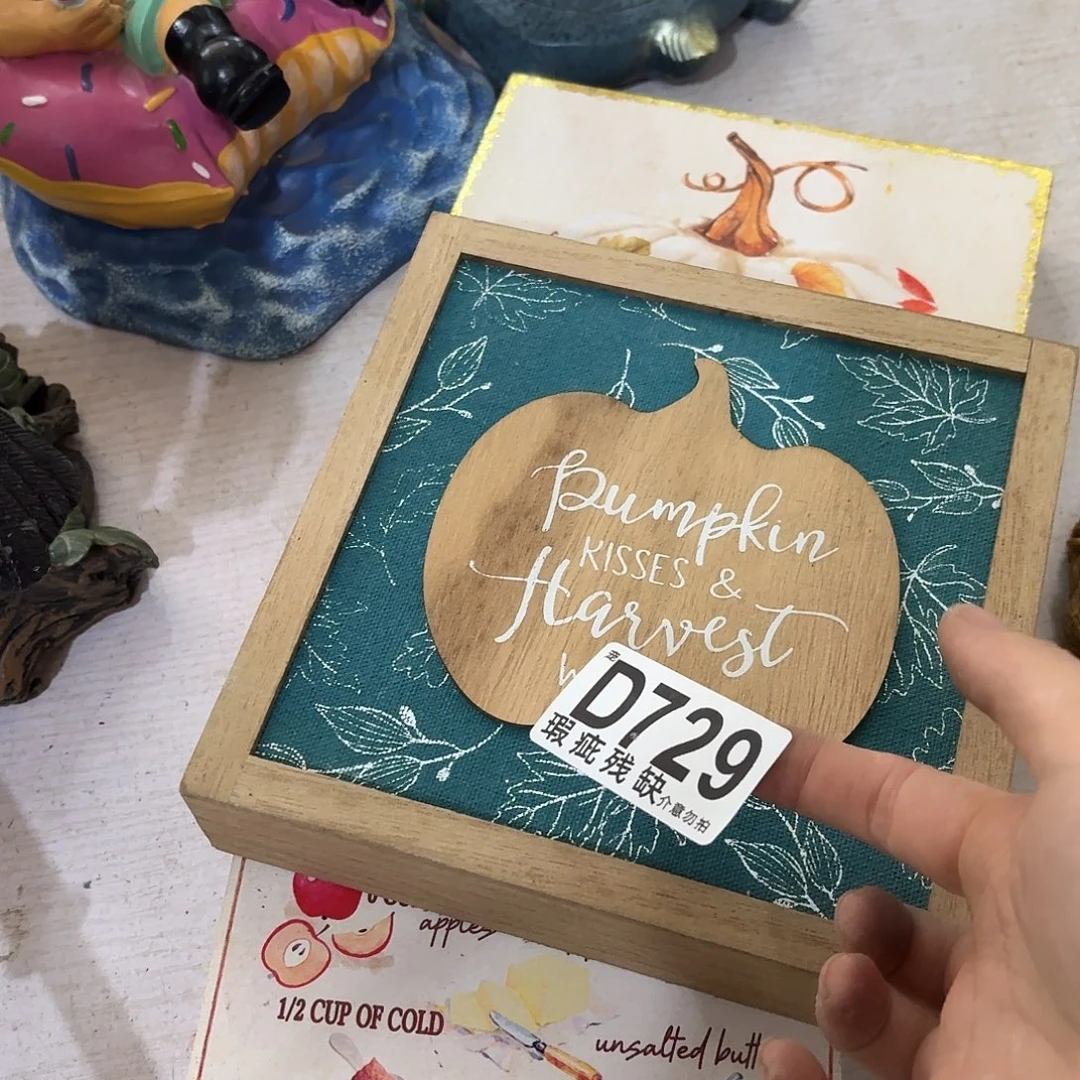 Pumpkin
KISSES &
Harvest
W
D729
瑕疵残缺介意勿拍
apples
1/2 CUP OF COLD
unsalted butt